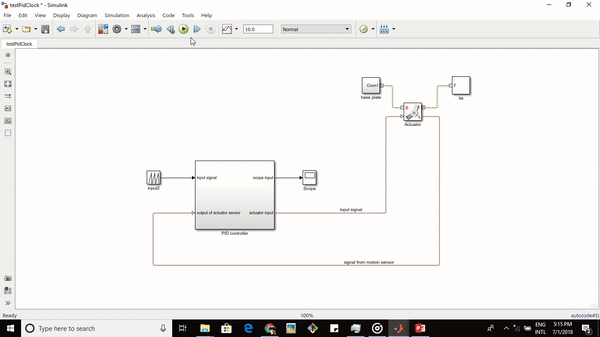 testPidClock * - Simulink
File Edit View Display Diagram Simulation Analysis Code Tools Help
10.0 Normal
testPidClock
Conn1
base plate
F
Actuator
Input2
input signal
scope input
Scope
output of actuator sensor
actuator input
input signal
PID controller
signal from motion sensor
Ready 100% auto(ode45)
Type here to search
ENG 5:15 PM
INTL 7/1/2018